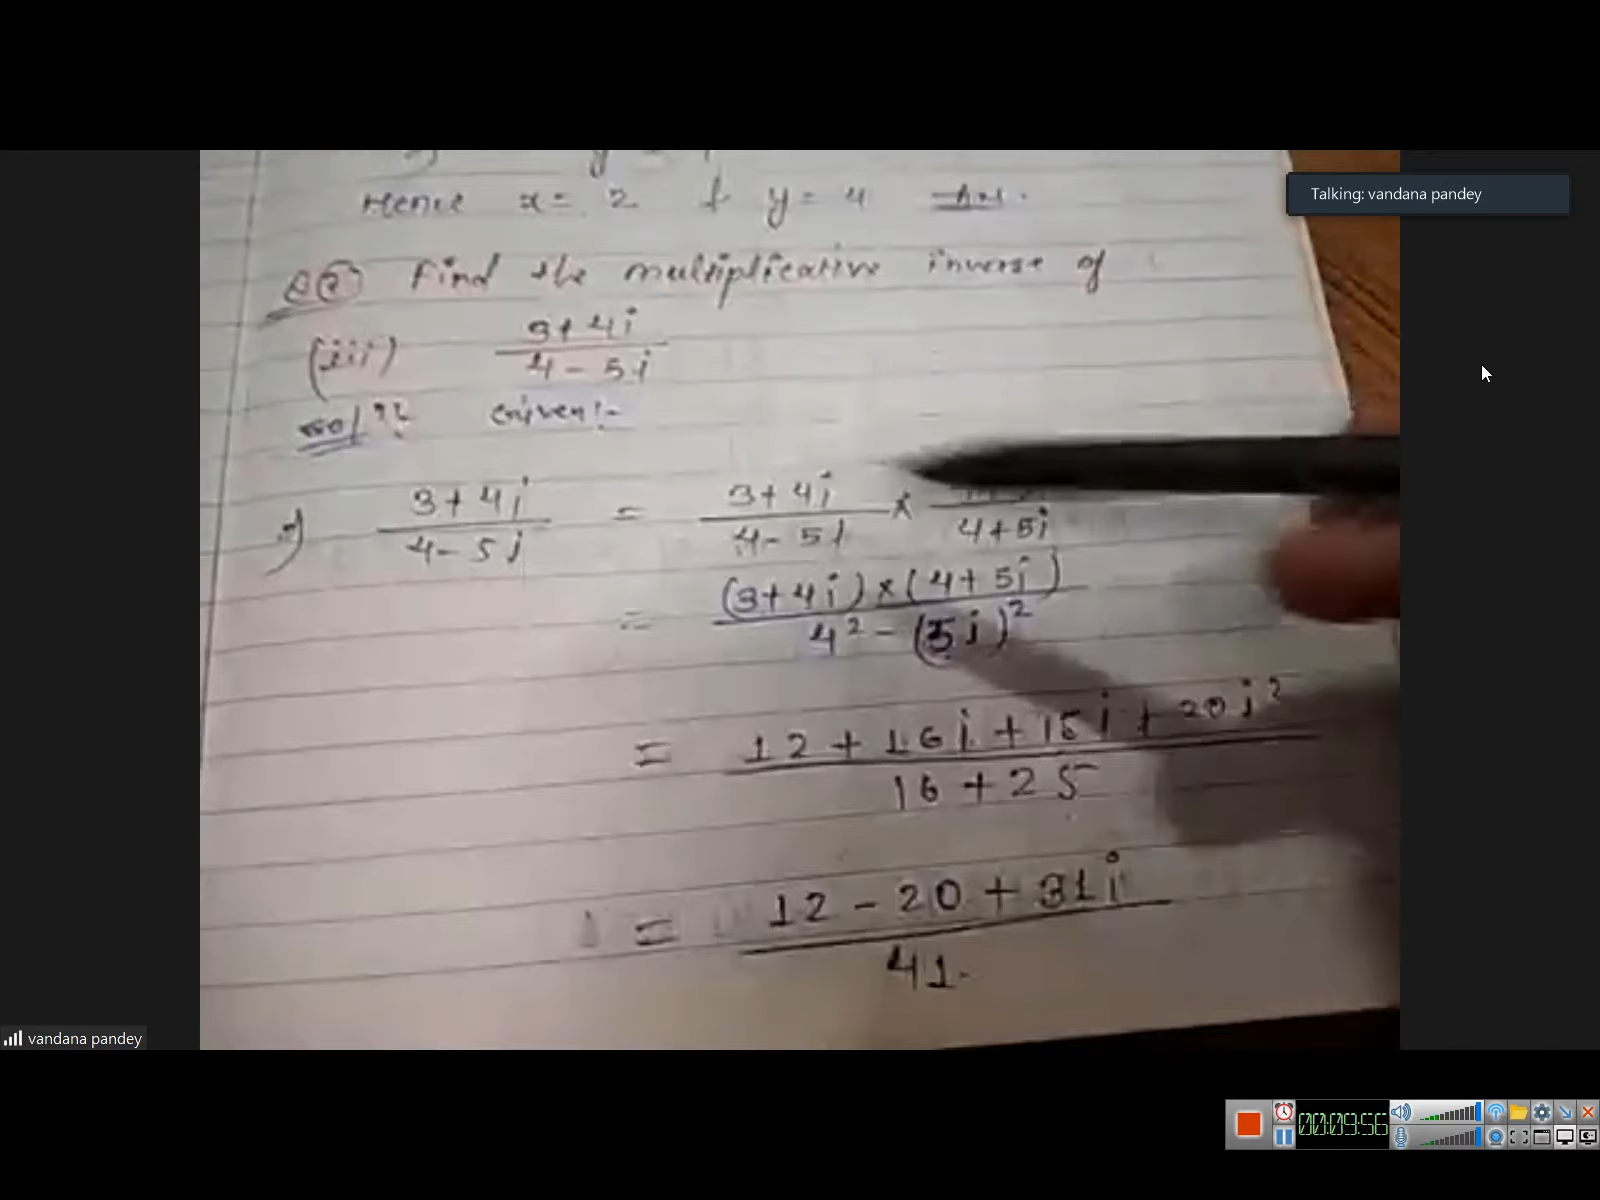 Hence x = 2 & y = 4 Ans.
Talking: vandana pandey
Q② Find the multiplicative inverse of
(iii) 3+4i
4-5i
Given:-
3+4i = 3+4i ×
4-5i 4-5i 4+5i
= (3+4i)×(4+5i)
4² - (5i)²
= 12+16i+15i+20i²
16+25
= 12-20+31i
41.
vandana pandey
00:09:56